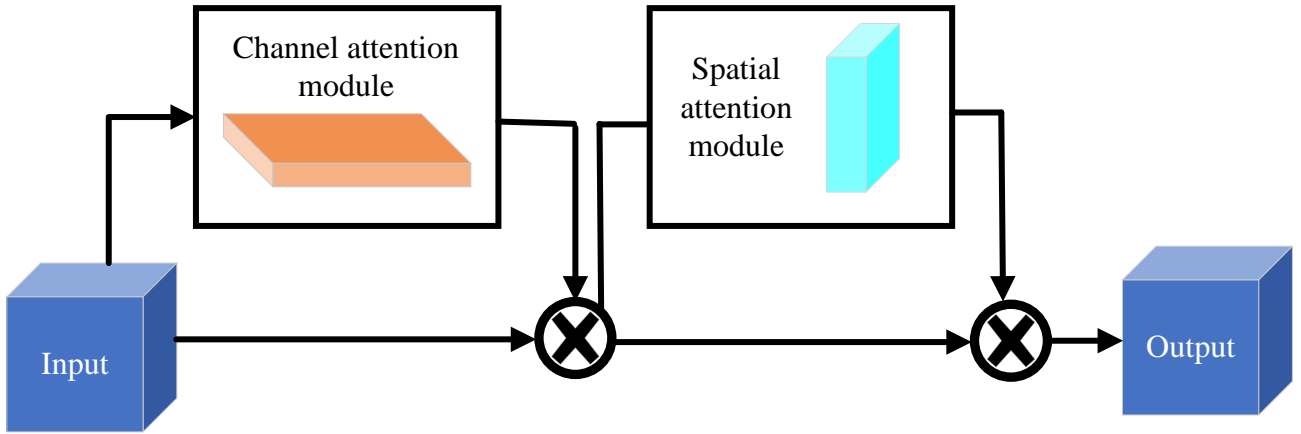 Channel attention
module
Spatial
attention
module
Input
Output